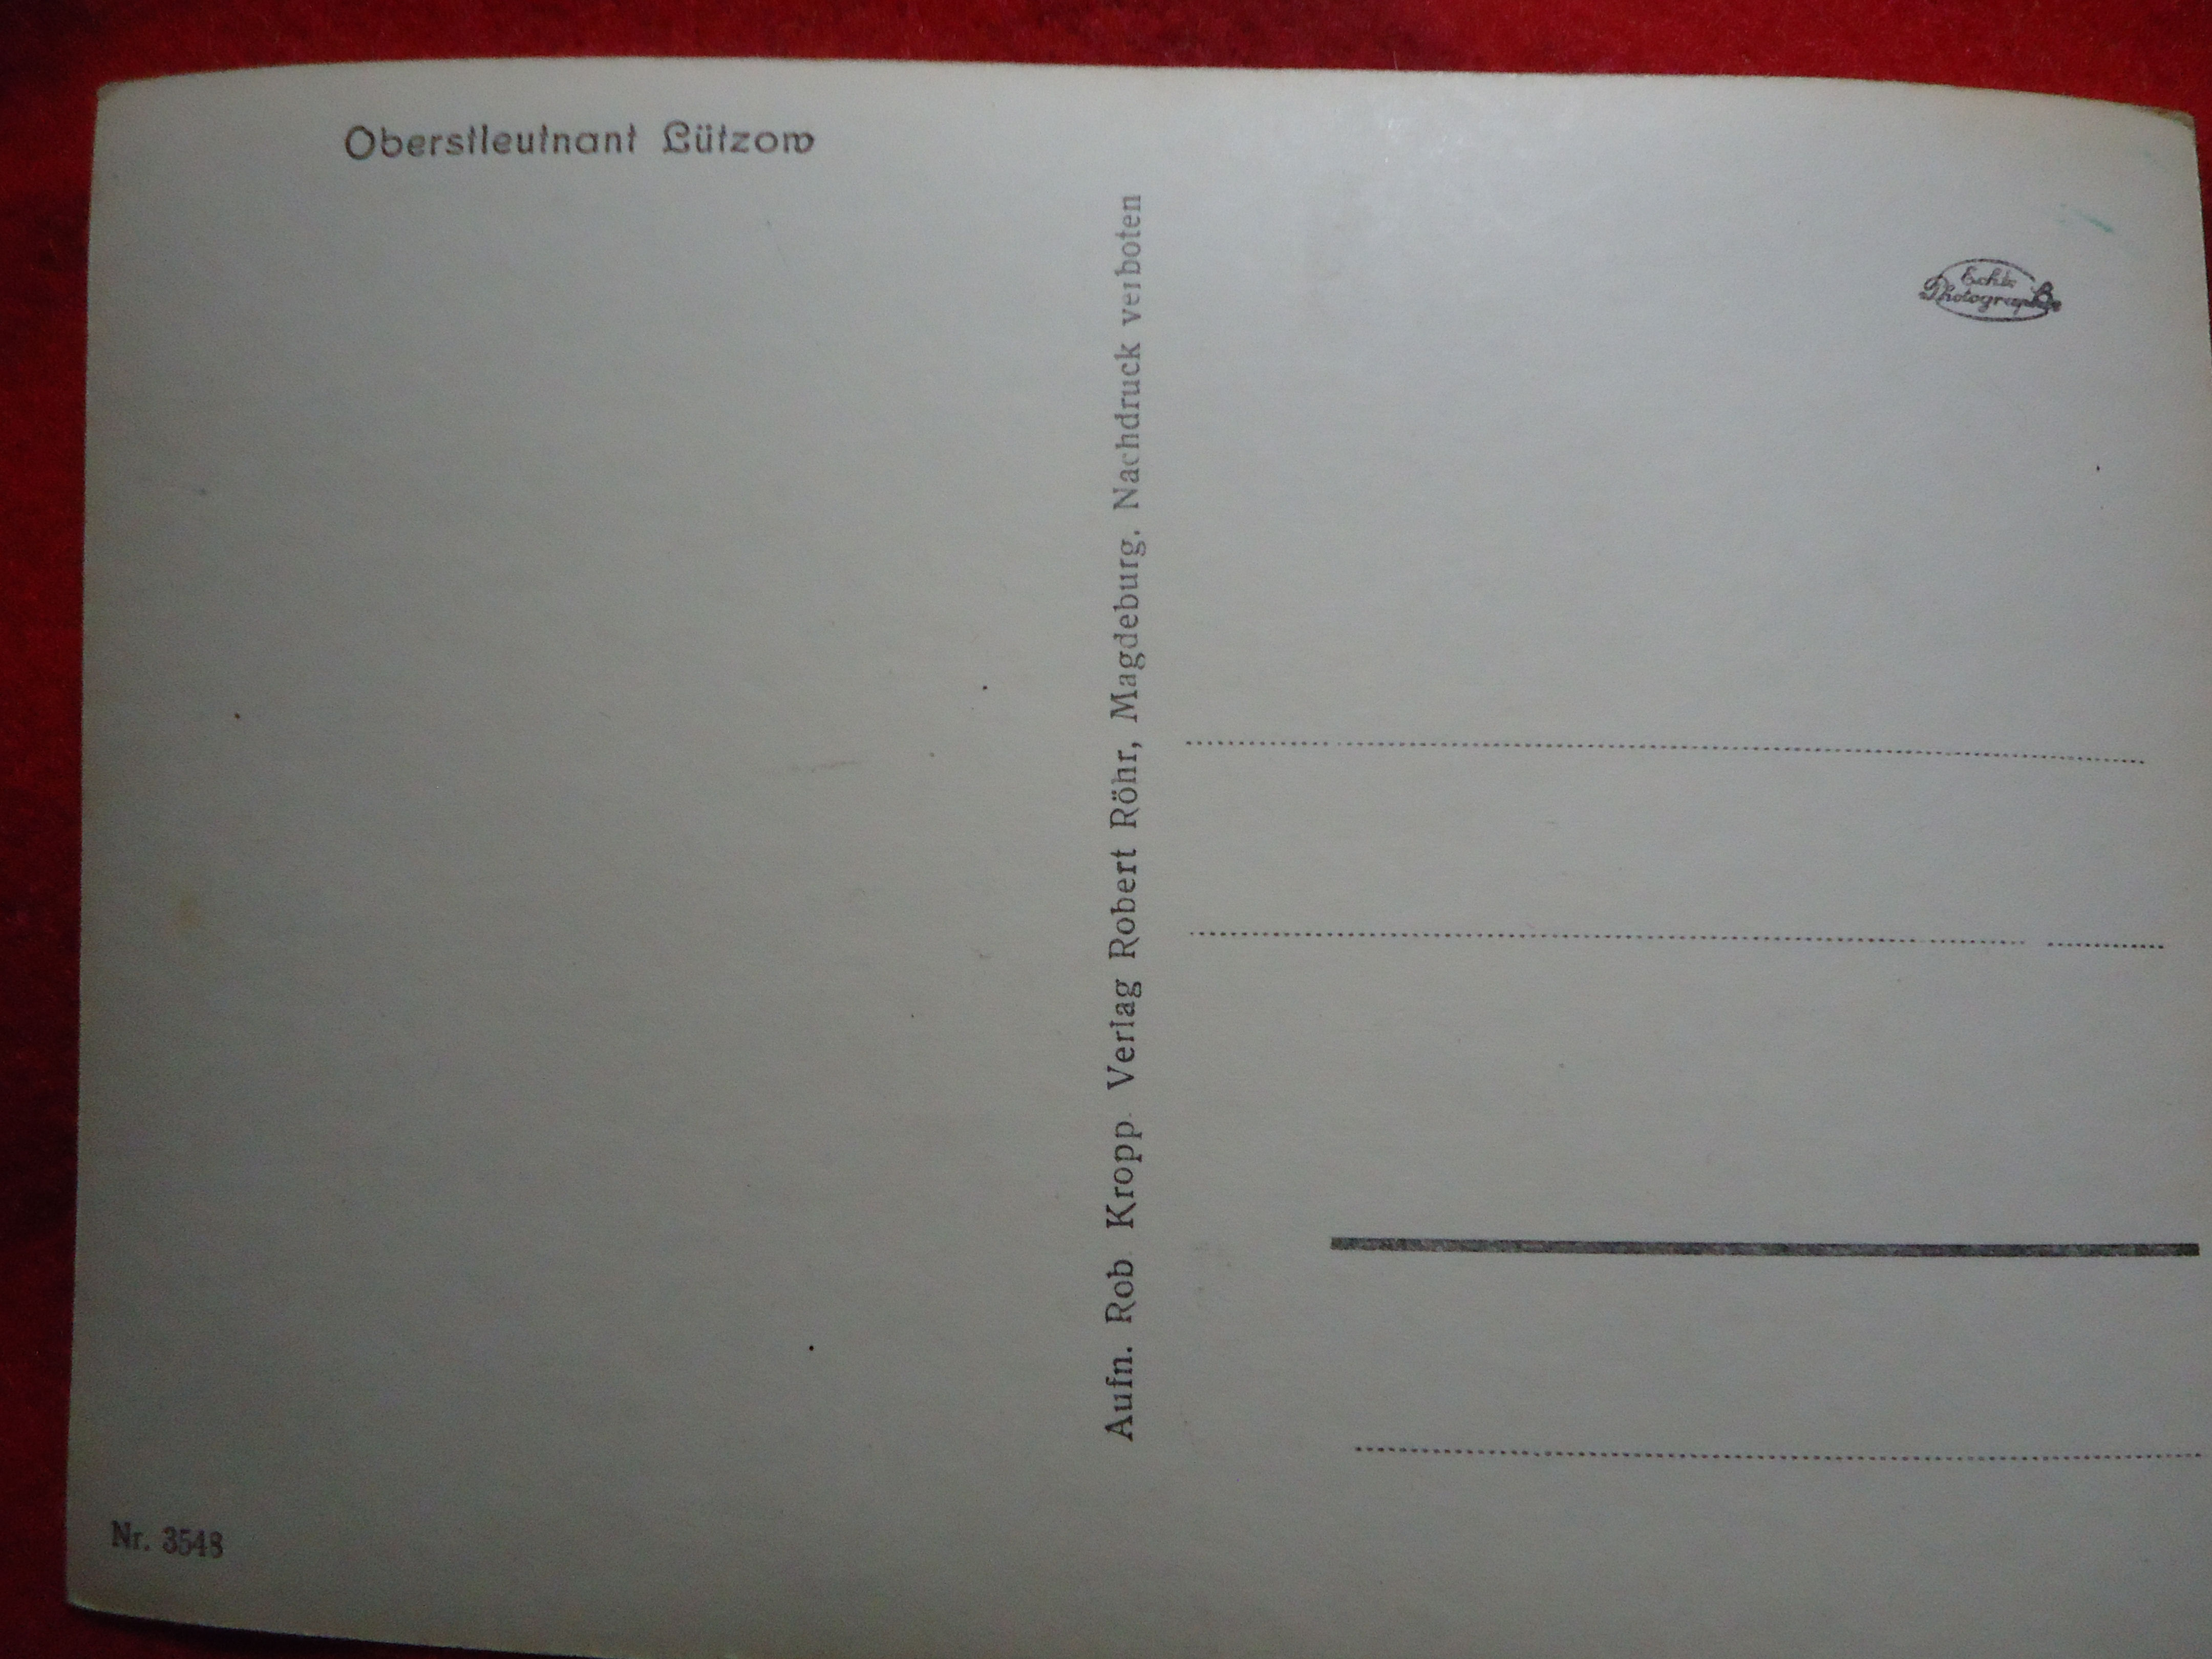 Oberstleutnant Lützow
Echte
Photographie
Aufn. Rob Kropp. Verlag Robert Röhr, Magdeburg. Nachdruck verboten
Nr. 3548